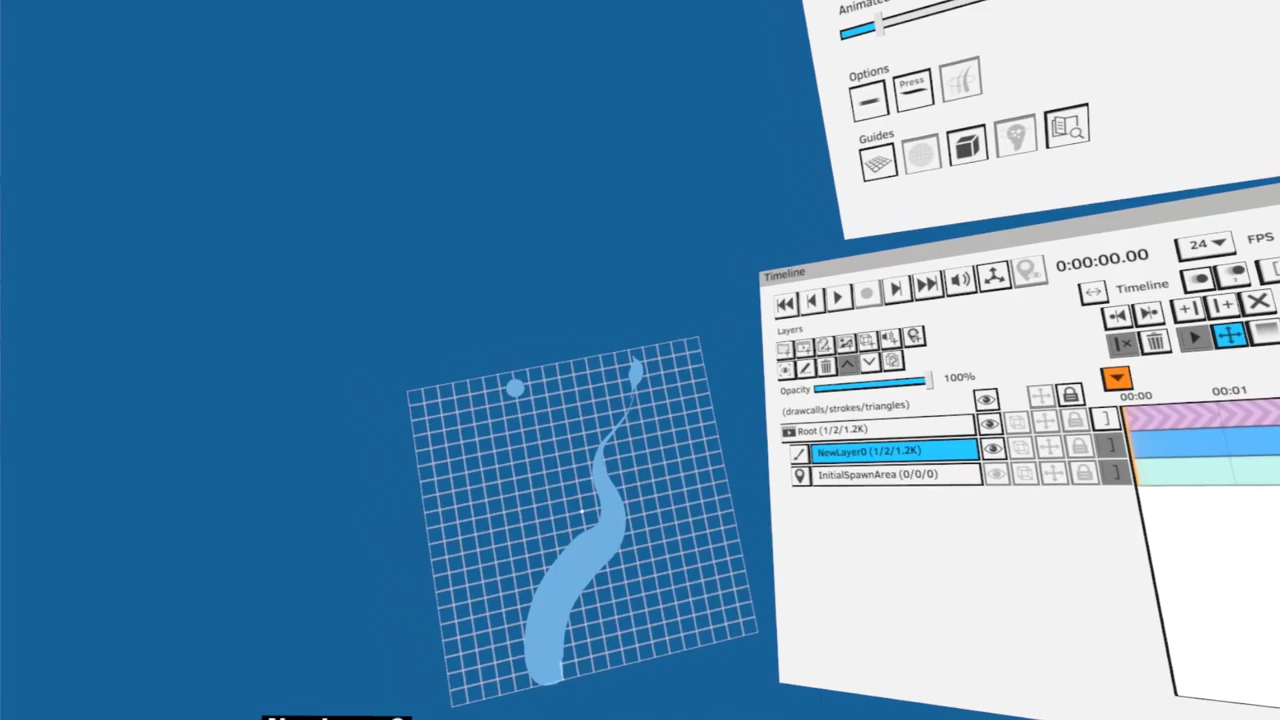 Options
Press
Guides
Timeline
0:00:00.00
24
FPS
Timeline
Layers
Opacity
100%
(drawcalls/strokes/triangles)
Root (1/2/1.2K)
NewLayer0 (1/2/1.2K)
InitialSpawnArea (0/0/0)
00:00
00:01